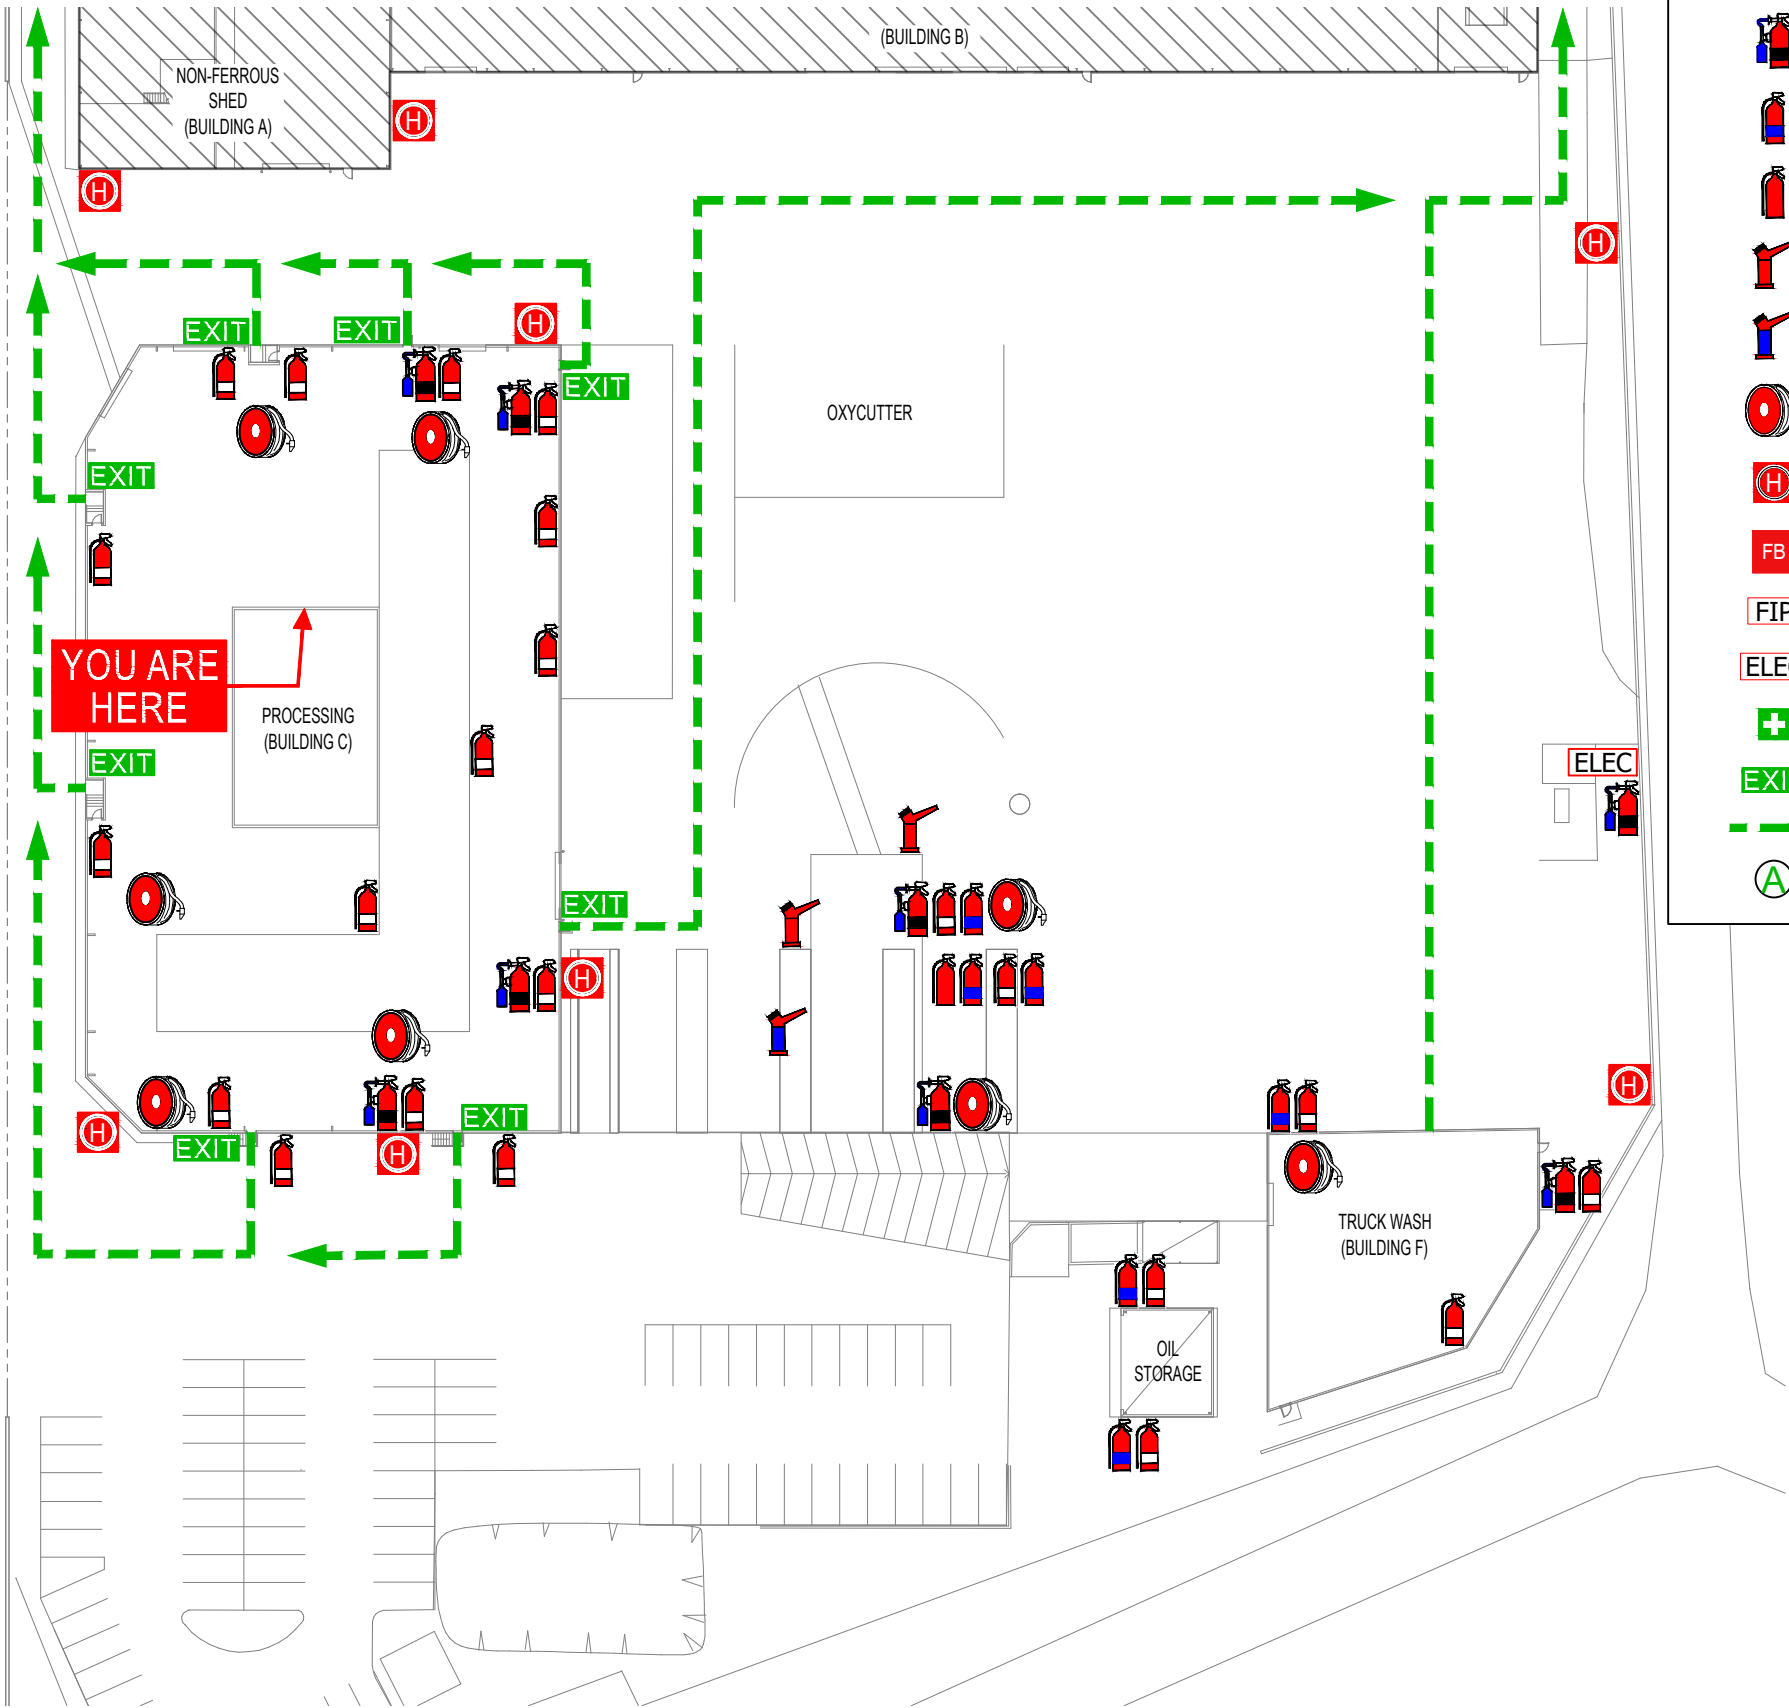 (BUILDING B)
NON-FERROUS
SHED
(BUILDING A)
H
H
H
EXIT
EXIT
H
EXIT
OXYCUTTER
EXIT
H
FB
FIP
YOU ARE
HERE
PROCESSING
(BUILDING C)
EXIT
ELEC
EXIT
A
H
H
H
H
EXIT
EXIT
TRUCK WASH
(BUILDING F)
OIL
STORAGE